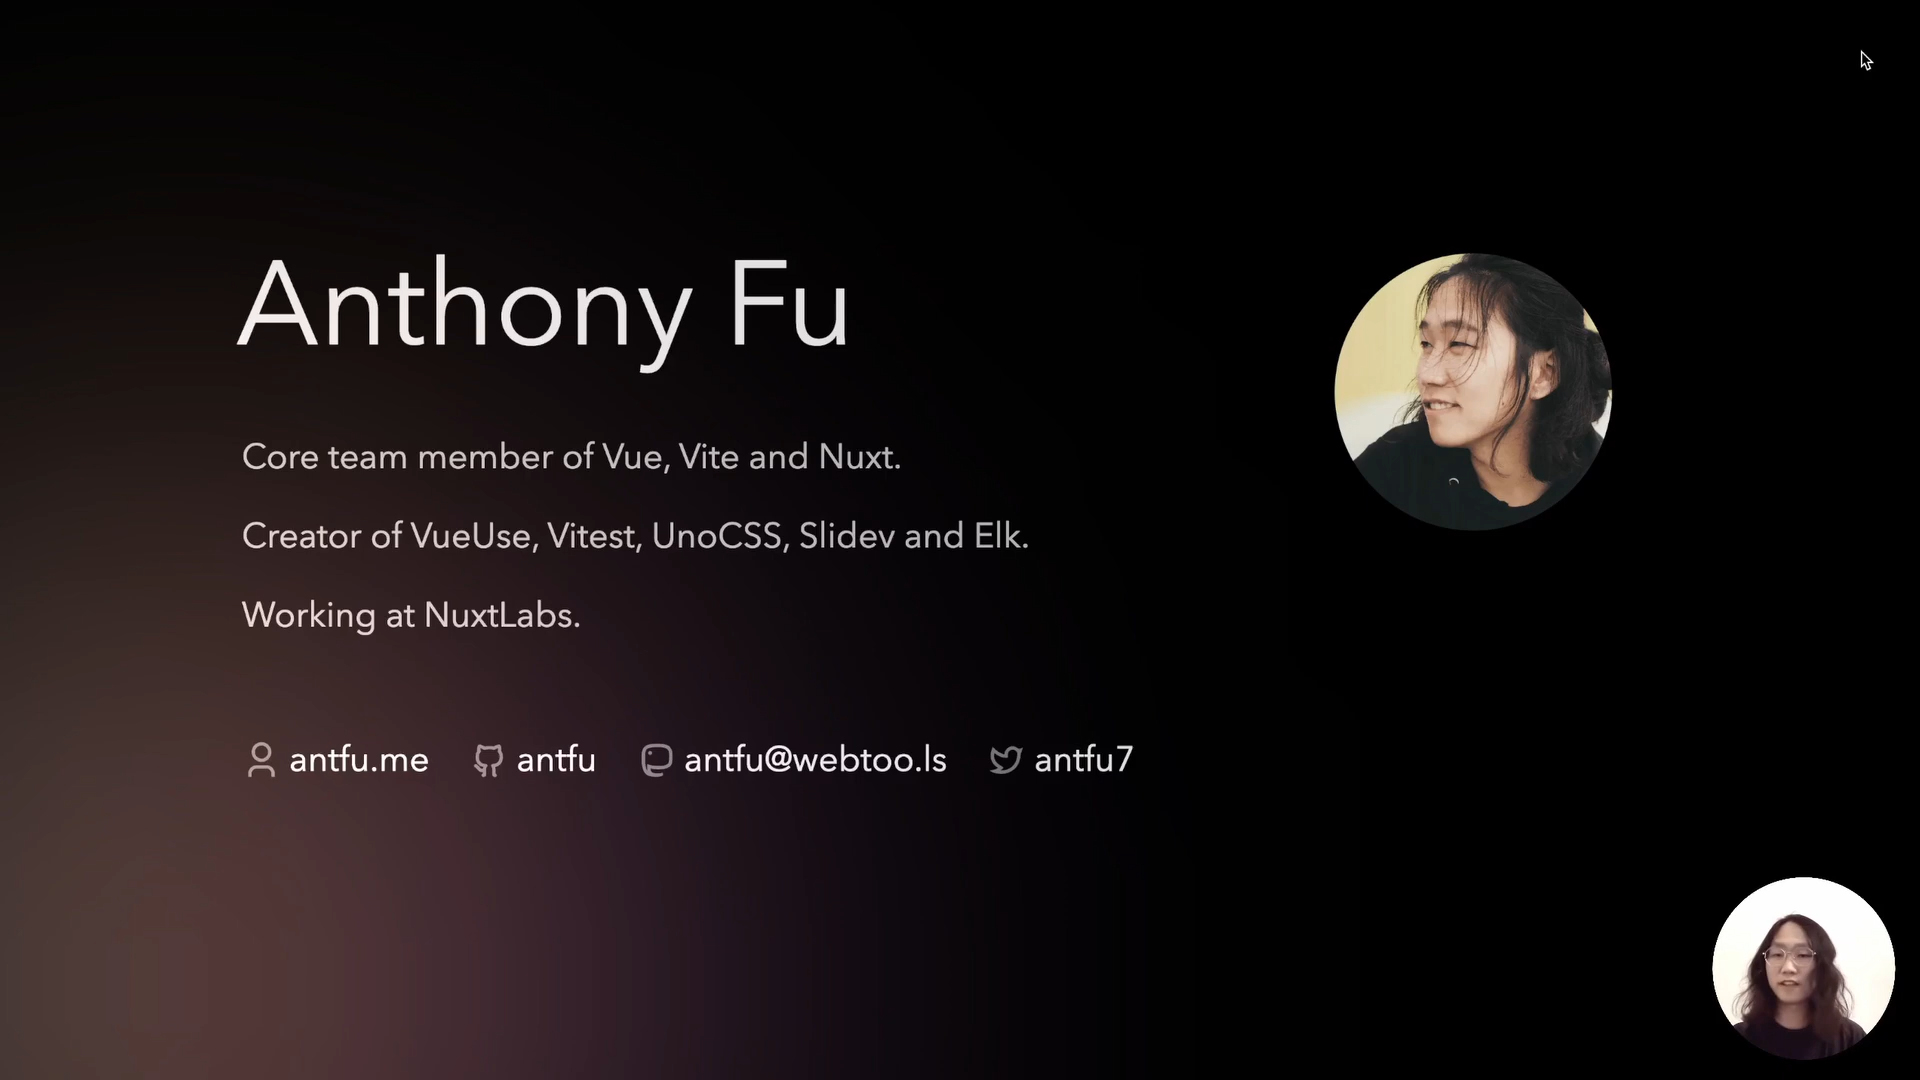 Anthony Fu
Core team member of Vue, Vite and Nuxt.
Creator of VueUse, Vitest, UnoCSS, Slidev and Elk.
Working at NuxtLabs.
antfu.me antfu antfu@webtoo.ls antfu7